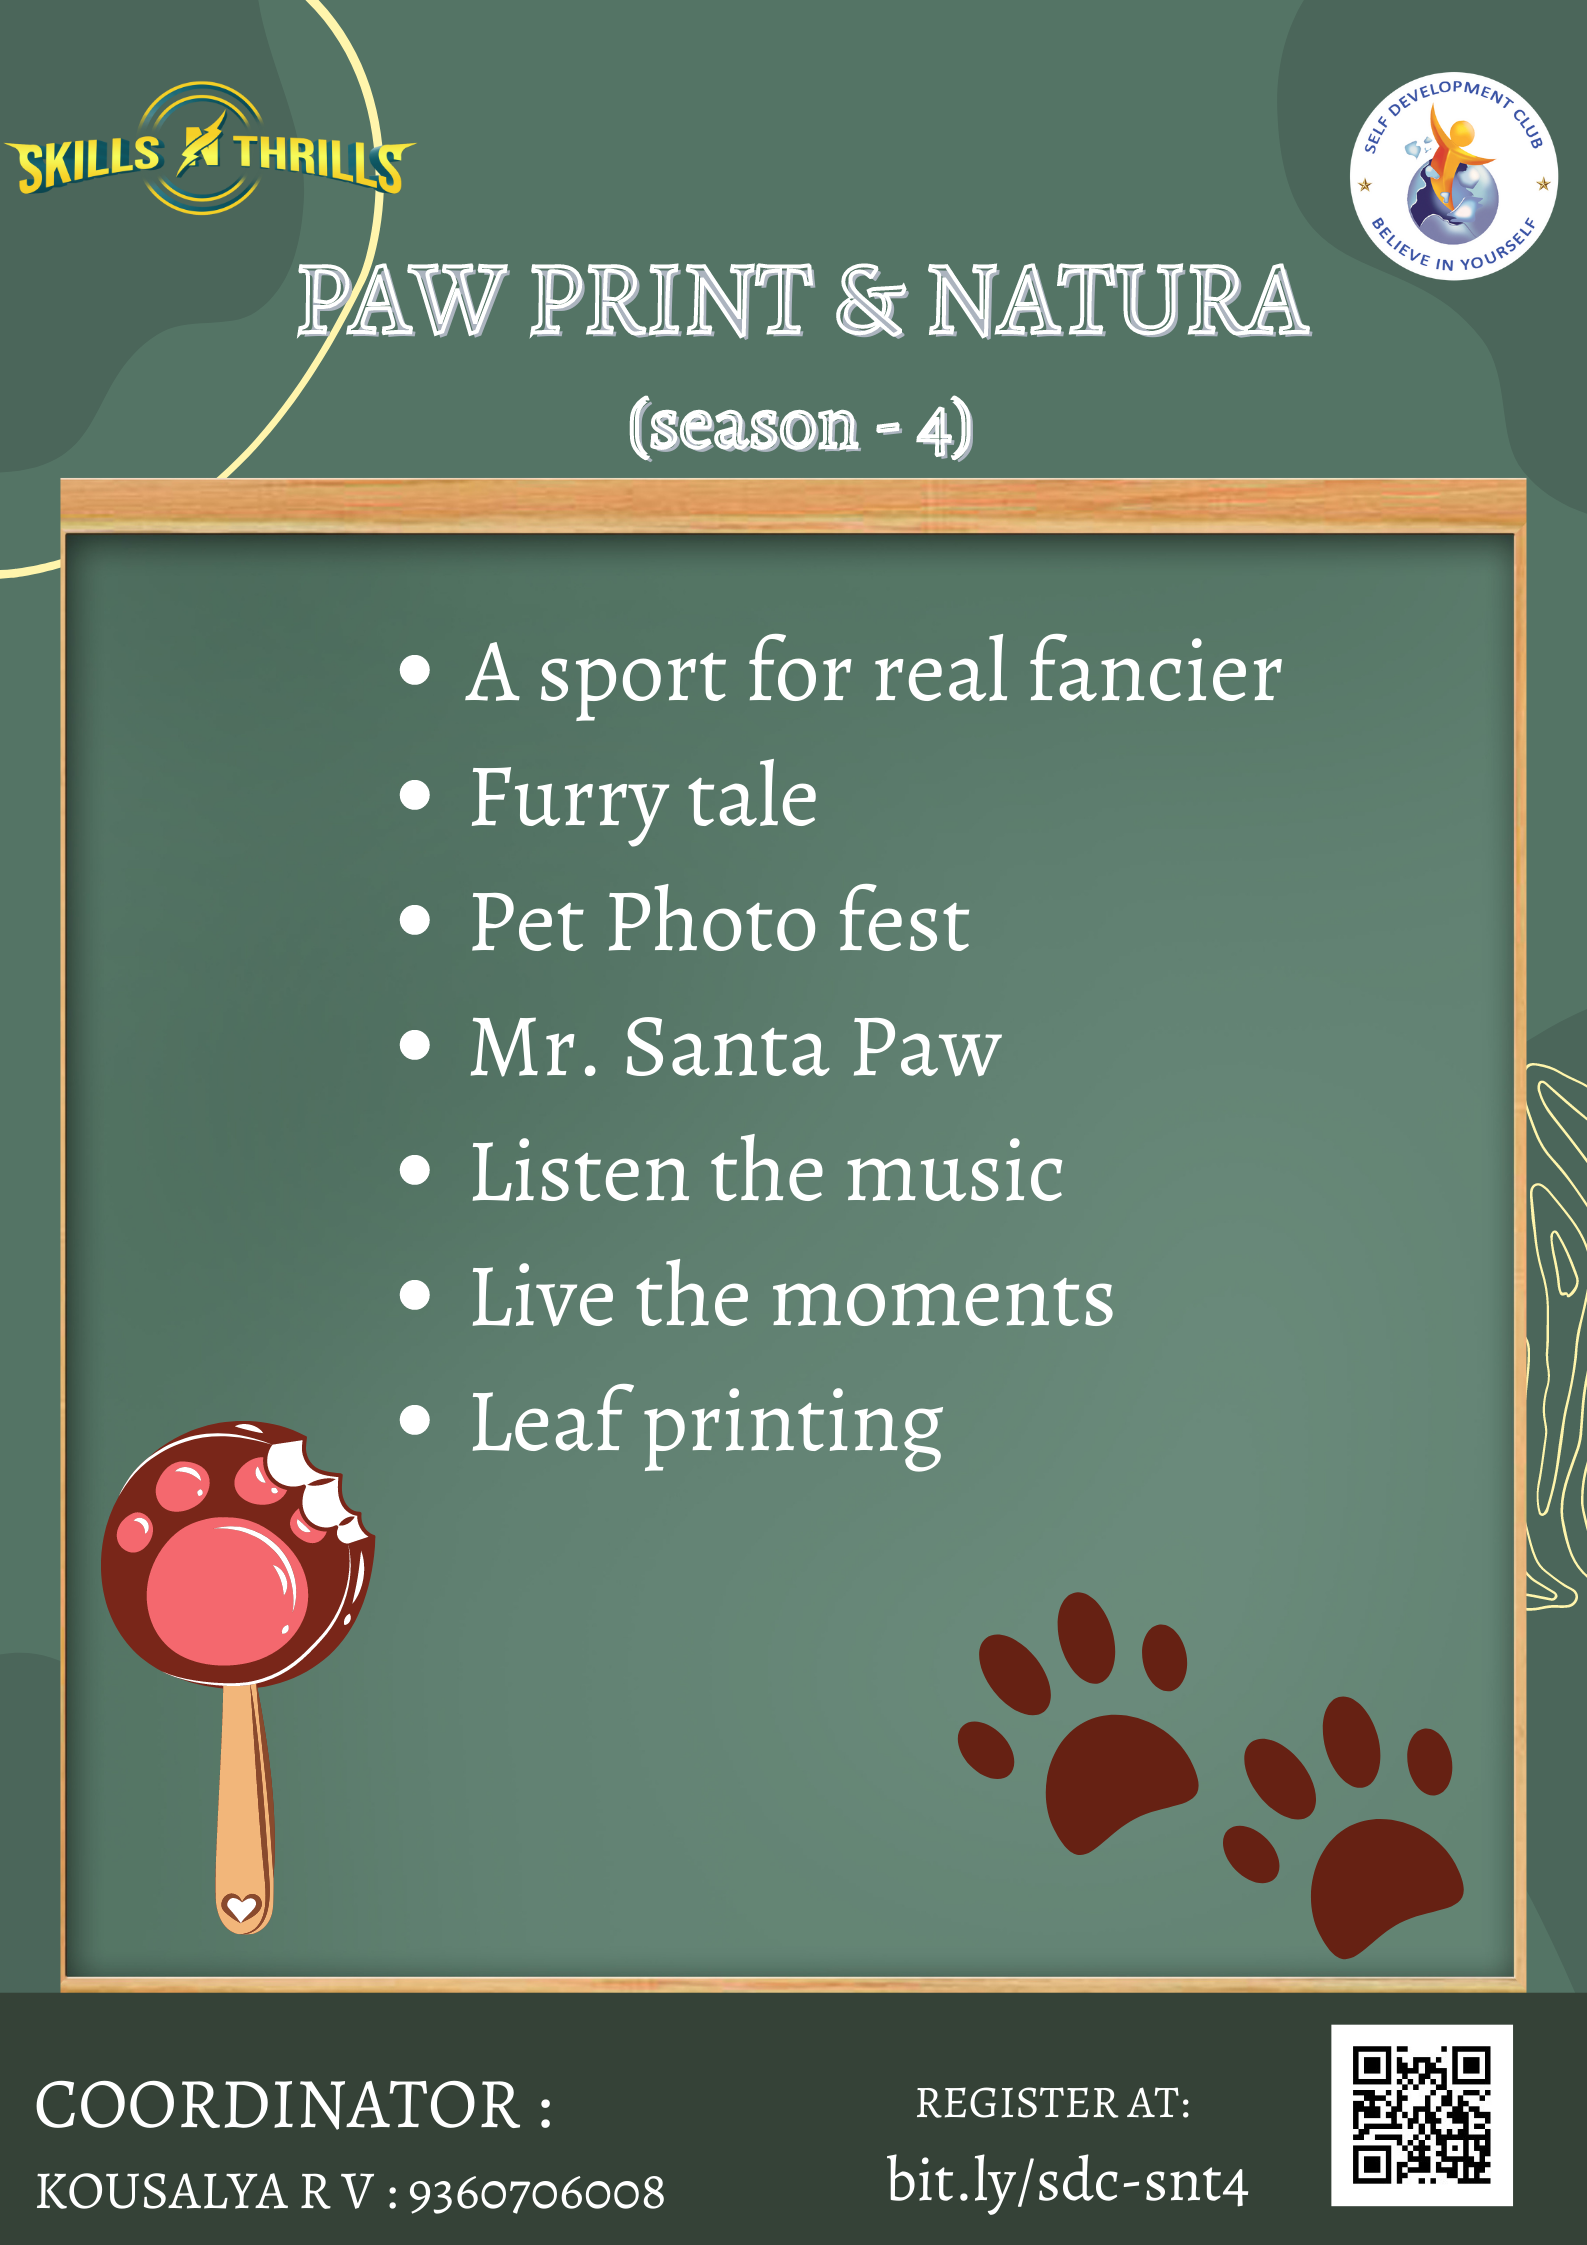 SKILLS N THRILLS
SELF DEVELOPMENT CLUB
BELIEVE IN YOURSELF
PAW PRINT & NATURA
(season - 4)
• A sport for real fancier
• Furry tale
• Pet Photo fest
• Mr. Santa Paw
• Listen the music
• Live the moments
• Leaf printing
COORDINATOR :
KOUSALYA R V : 9360706008
REGISTER AT:
bit.ly/sdc-snt4